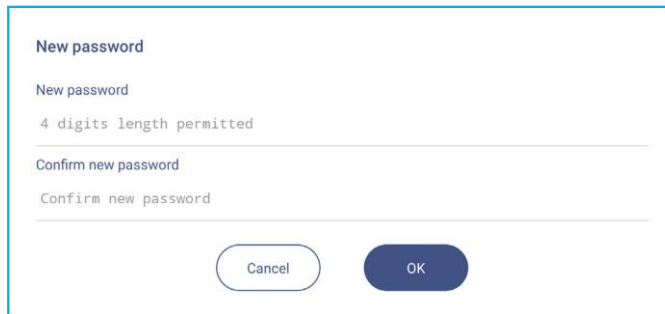 New password
New password
4 digits length permitted
Confirm new password
Confirm new password
Cancel OK